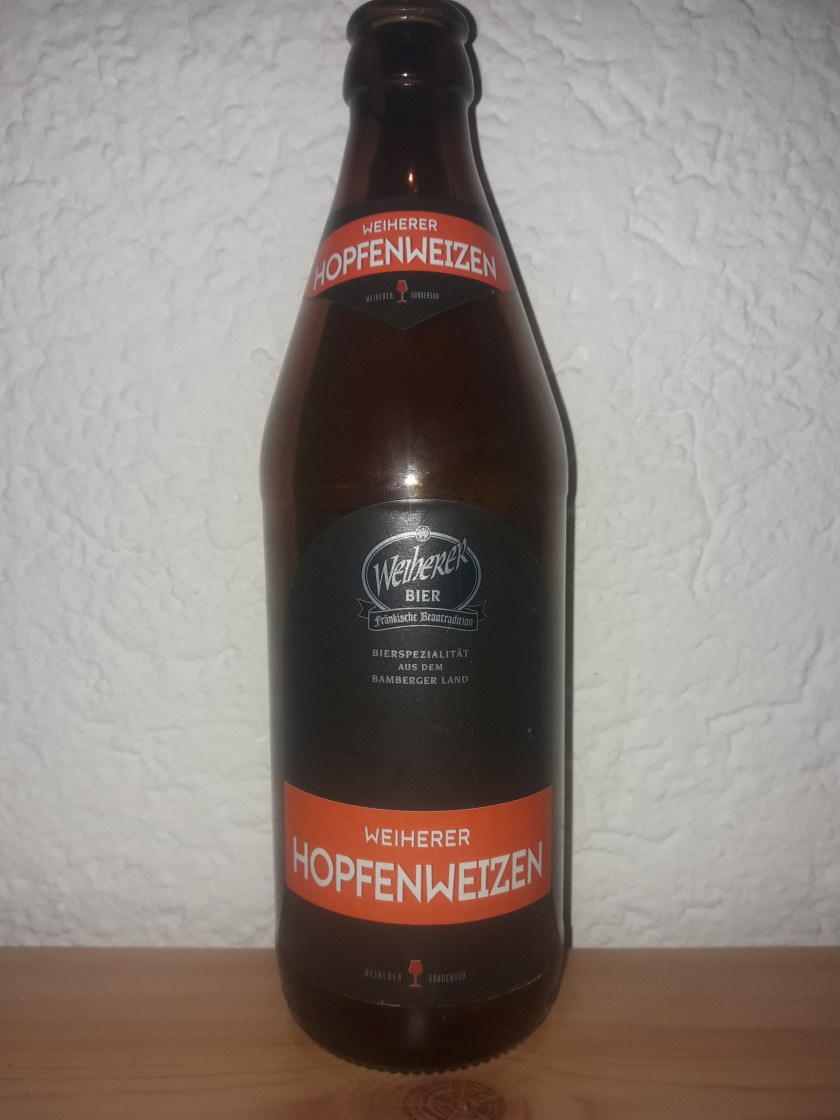 WEIHERER
HOPFENWEIZEN
WEIHERER SONDERSUD
Weiherer
BIER
Fränkische Brautradition
BIERSPEZIALITÄT
AUS DEM
BAMBERGER LAND
WEIHERER
HOPFENWEIZEN
WEIHERER SONDERSUD